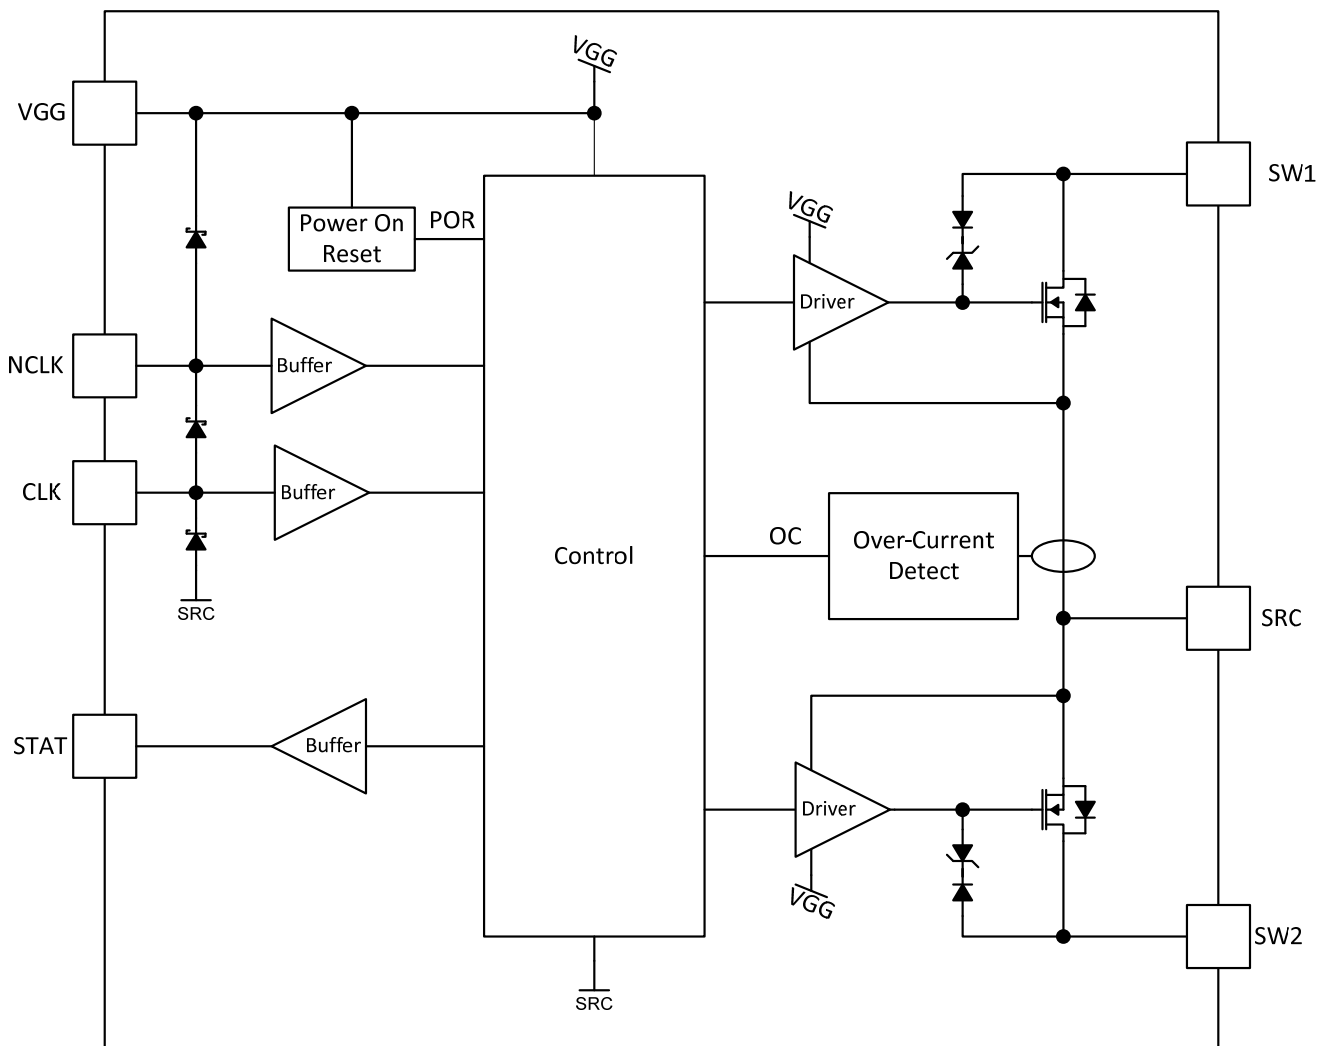 VGG
VGG
SW1
Power On
Reset
POR
VGG
Driver
NCLK
Buffer
CLK
Buffer
OC
Over-Current
Detect
Control
SRC
SRC
STAT
Buffer
Driver
VGG
SW2
SRC